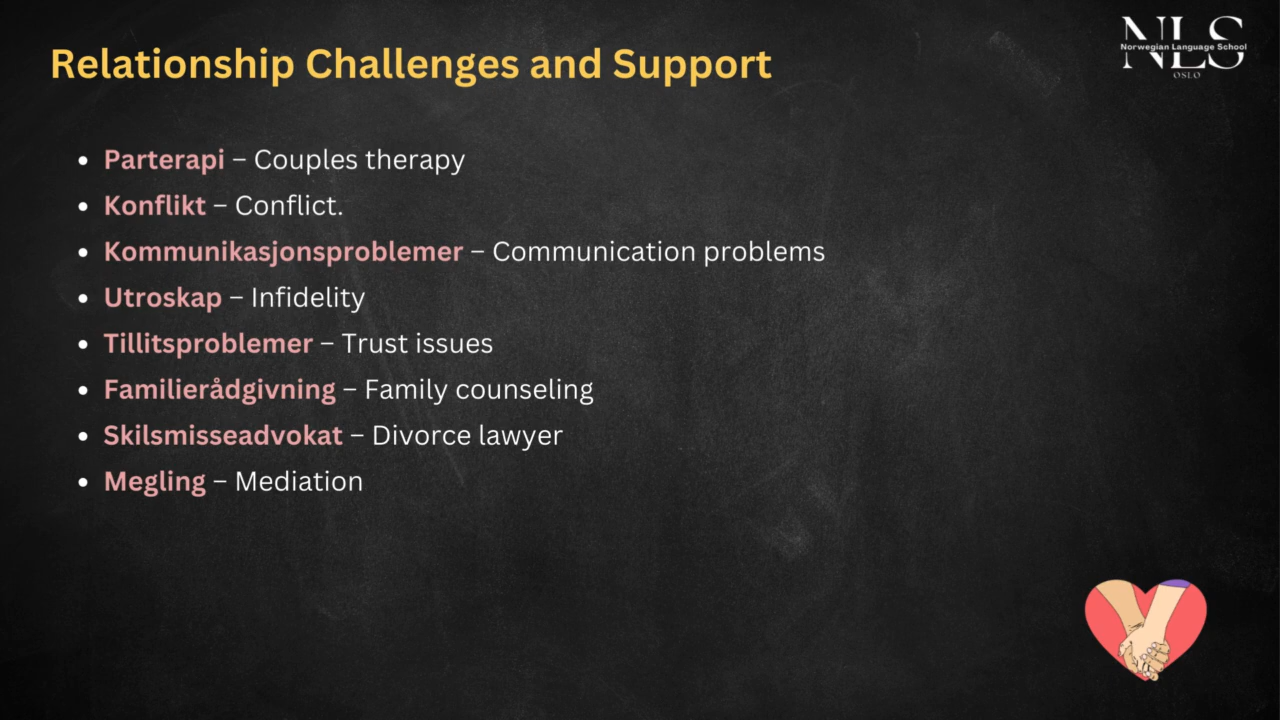 NLS
Norwegian Language School
OSLO
Relationship Challenges and Support
• Parterapi – Couples therapy
• Konflikt – Conflict.
• Kommunikasjonsproblemer – Communication problems
• Utroskap – Infidelity
• Tillitsproblemer – Trust issues
• Familierådgivning – Family counseling
• Skilsmisseadvokat – Divorce lawyer
• Megling – Mediation